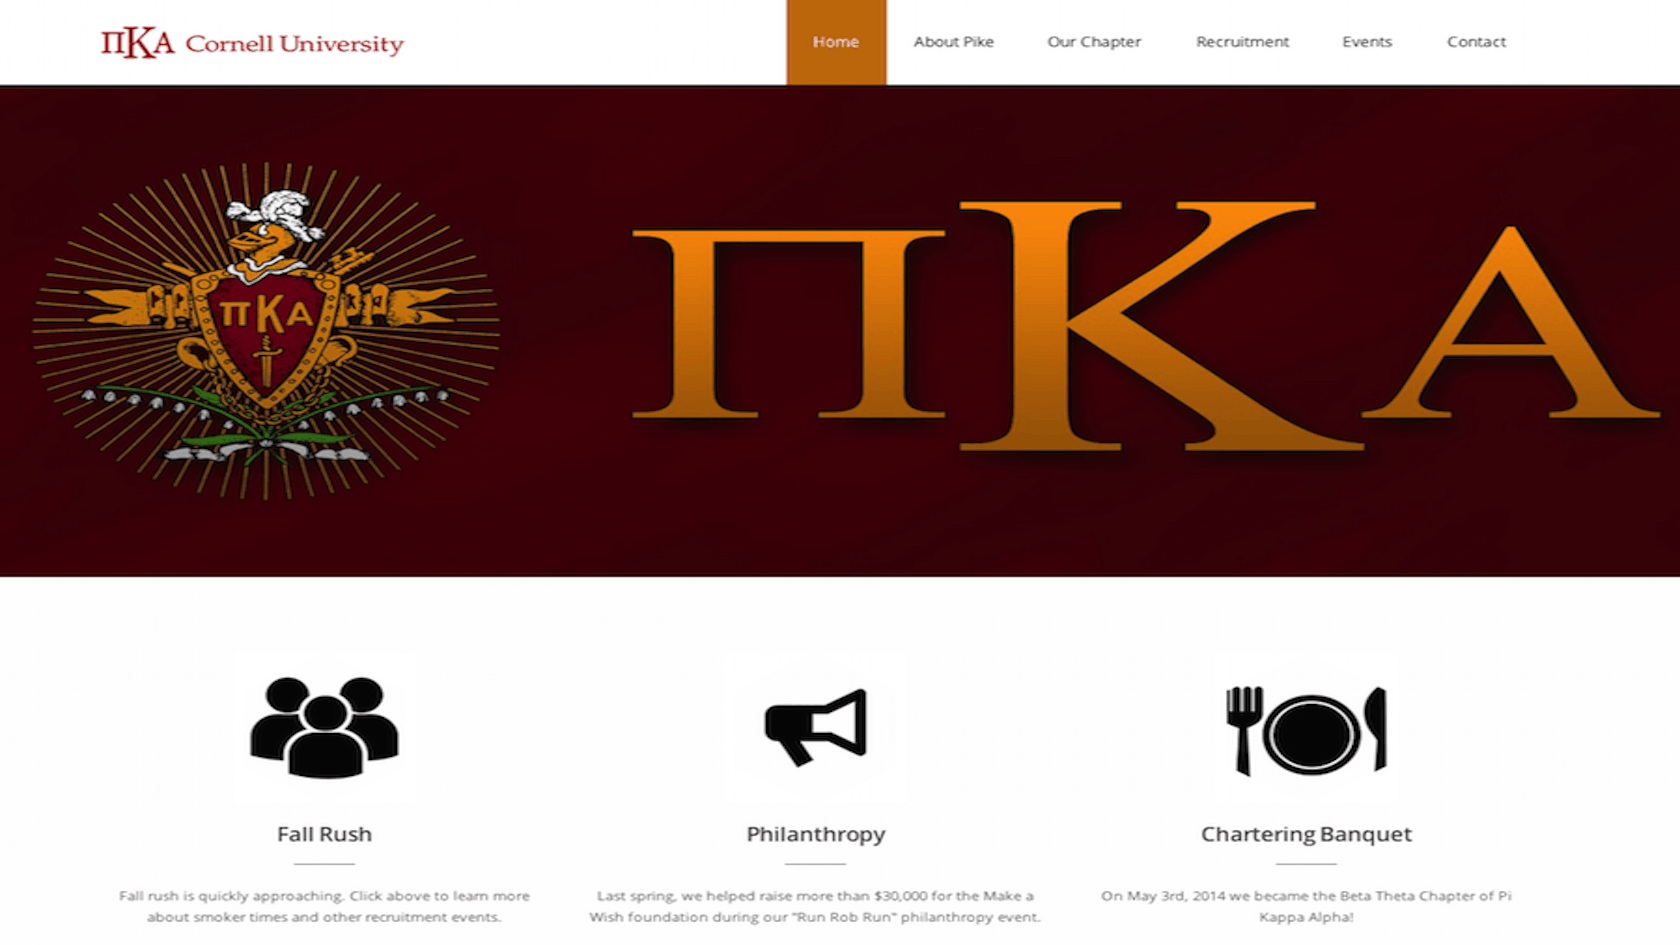 ΠΚΑ Cornell University
Home About Pike Our Chapter Recruitment Events Contact
ΠΚΑ
ΠΚΑ
Fall Rush
Fall rush is quickly approaching. Click above to learn more
about smoker times and other recruitment events.
Philanthropy
Last spring, we helped raise more than $30,000 for the Make a
Wish foundation during our "Run Rob Run" philanthropy event.
Chartering Banquet
On May 3rd, 2014 we became the Beta Theta Chapter of Pi
Kappa Alpha!